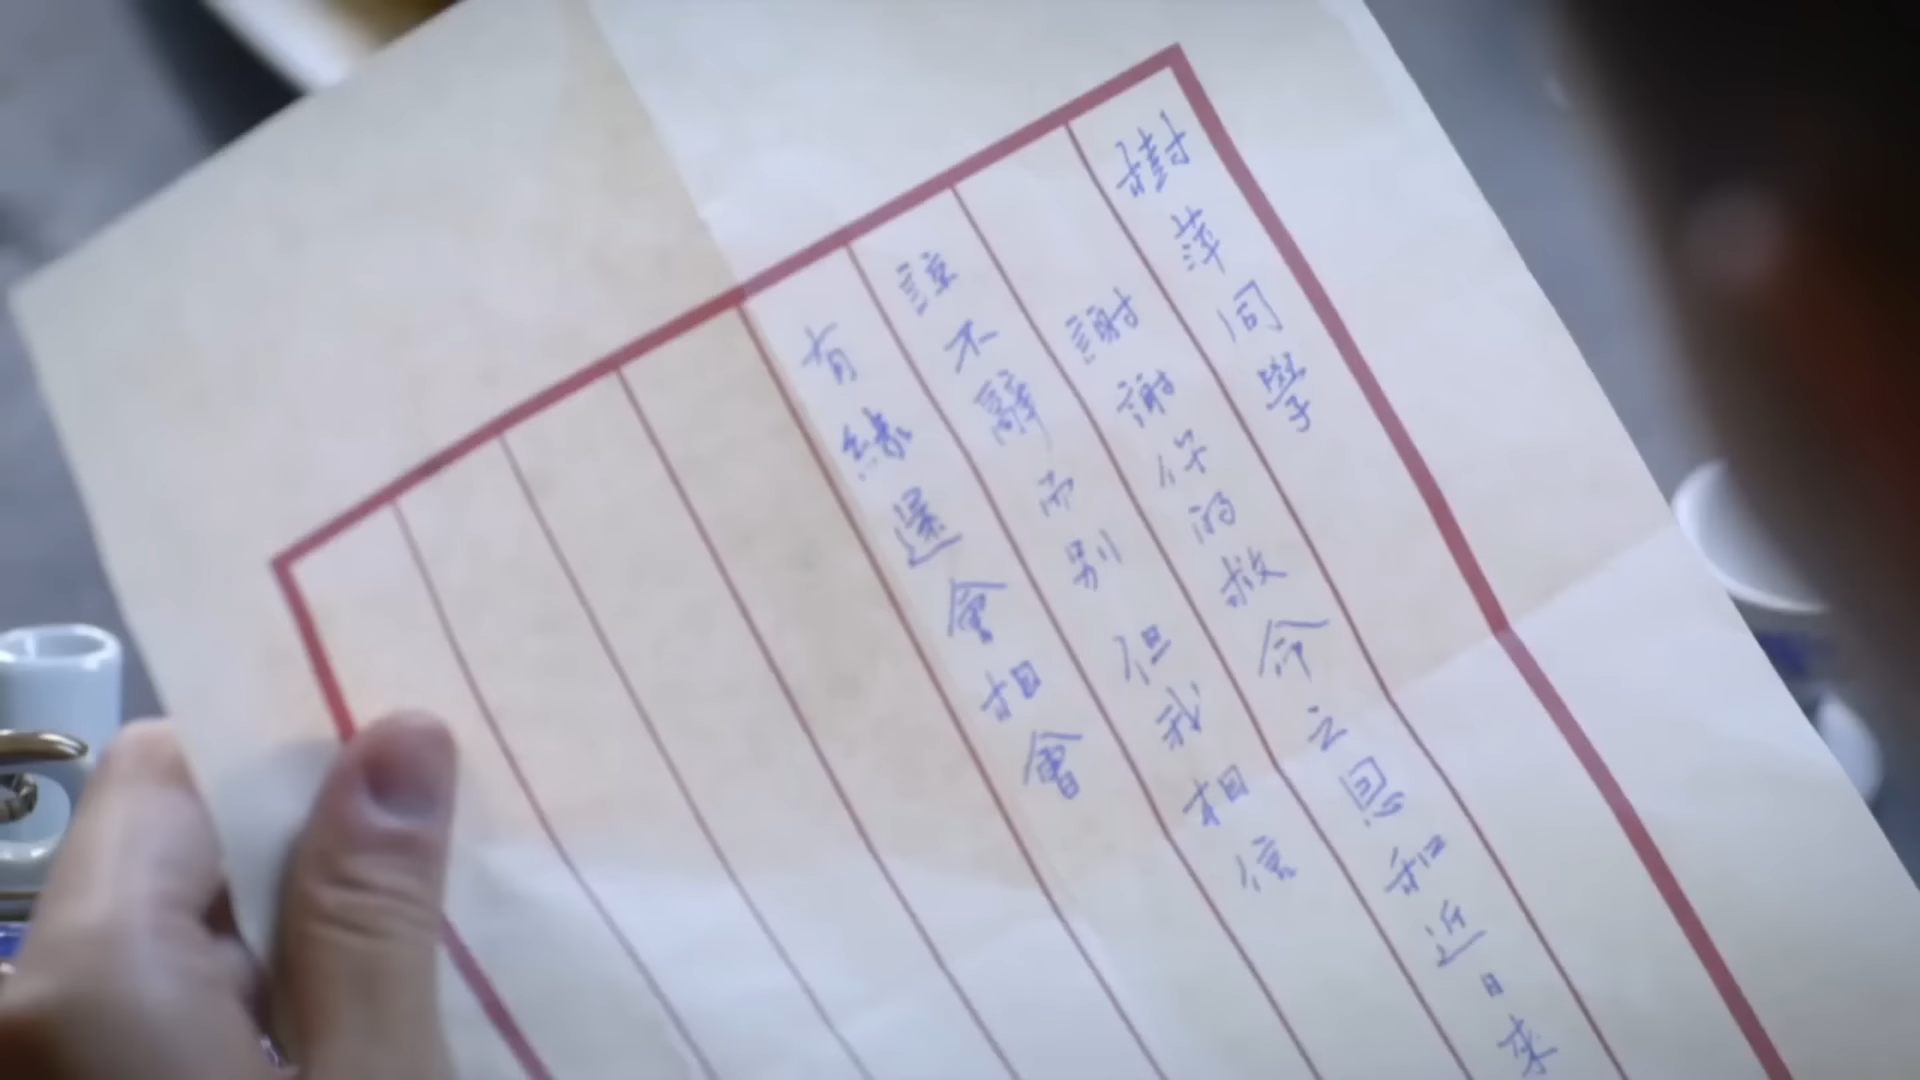 樹萍同學
謝謝你的救命之恩和近日來
諒不辭而別但我相信
有緣還會相會